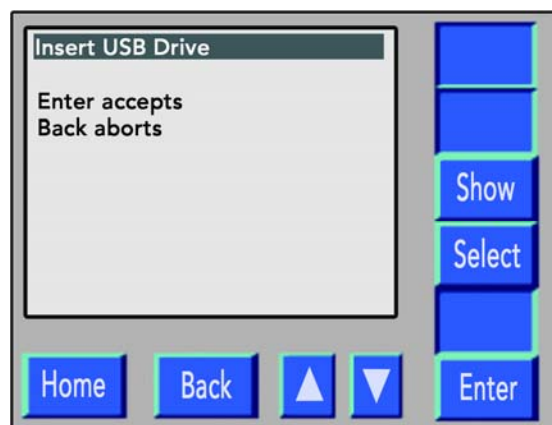 Insert USB Drive
Enter accepts
Back aborts
Show
Select
Home
Back
Enter